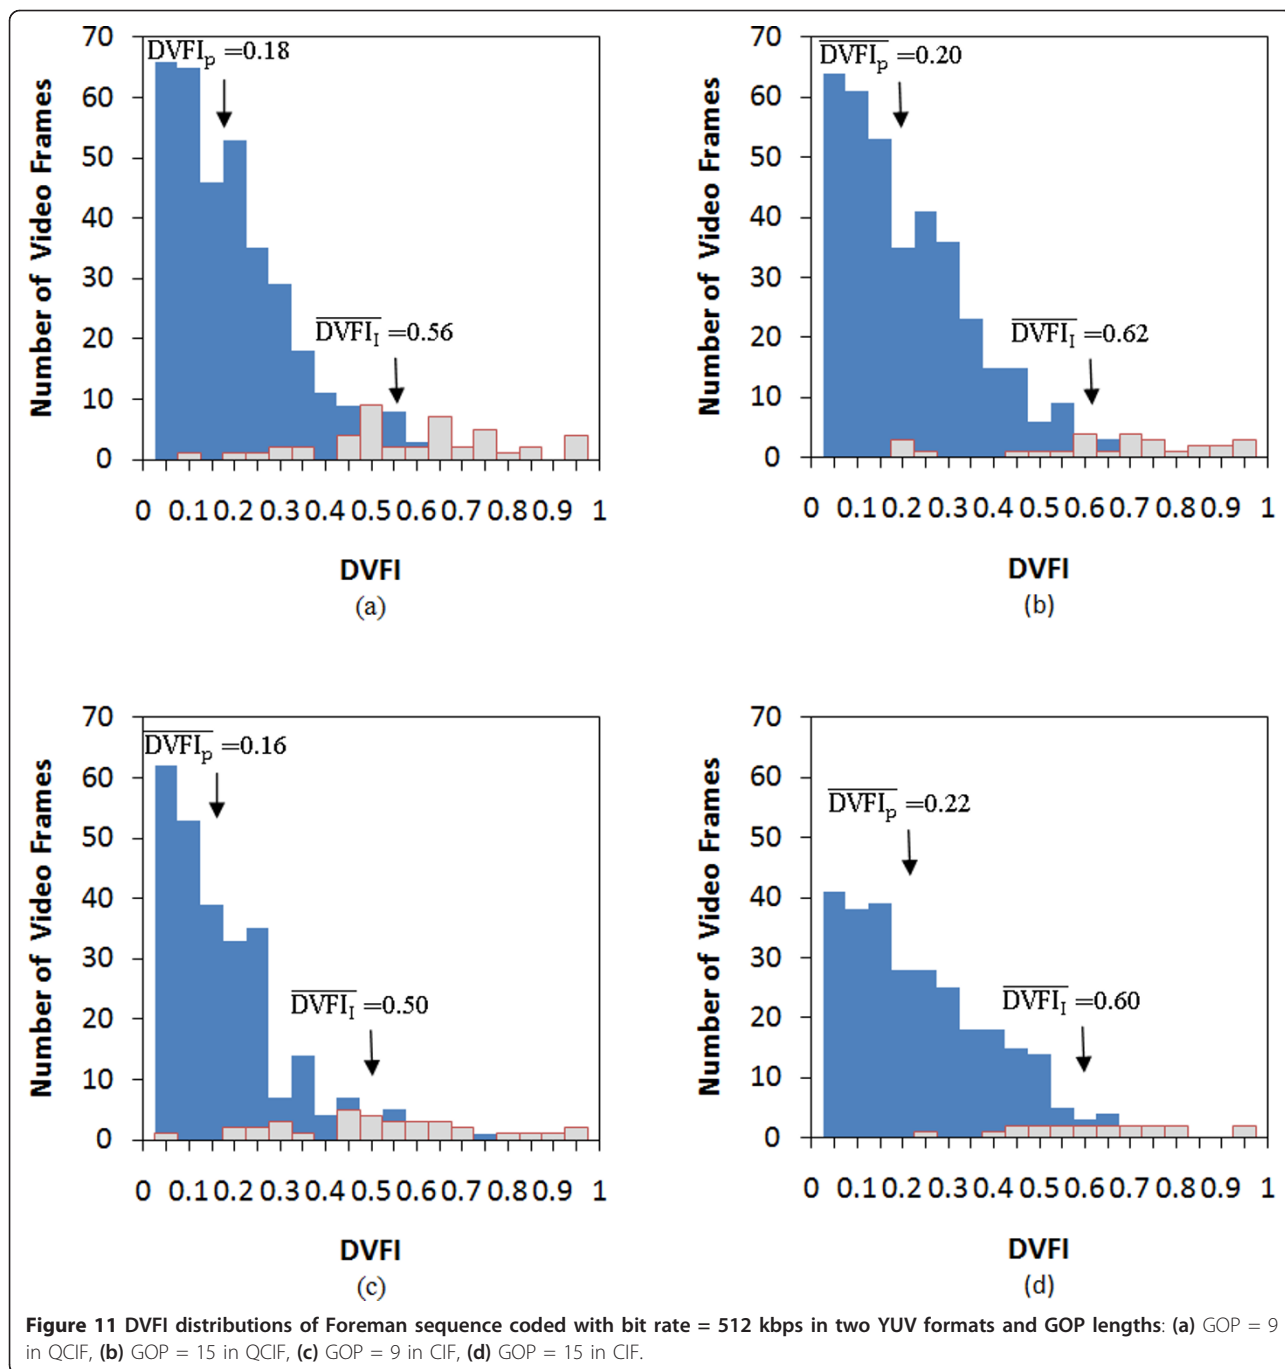 70
60
50
40
30
20
10
0
Number of Video Frames
DVFIp =0.18
DVFII =0.56
0 0.1 0.2 0.3 0.4 0.5 0.6 0.7 0.8 0.9 1
DVFI
(a)
70
60
50
40
30
20
10
0
Number of Video Frames
DVFIp =0.20
DVFII =0.62
0 0.1 0.2 0.3 0.4 0.5 0.6 0.7 0.8 0.9 1
DVFI
(b)
70
60
50
40
30
20
10
0
Number of Video Frames
DVFIp =0.16
DVFII =0.50
0 0.1 0.2 0.3 0.4 0.5 0.6 0.7 0.8 0.9 1
DVFI
(c)
70
60
50
40
30
20
10
0
Number of Video Frames
DVFIp =0.22
DVFII =0.60
0 0.1 0.2 0.3 0.4 0.5 0.6 0.7 0.8 0.9 1
DVFI
(d)
Figure 11 DVFI distributions of Foreman sequence coded with bit rate = 512 kbps in two YUV formats and GOP lengths: (a) GOP = 9
in QCIF, (b) GOP = 15 in QCIF, (c) GOP = 9 in CIF, (d) GOP = 15 in CIF.